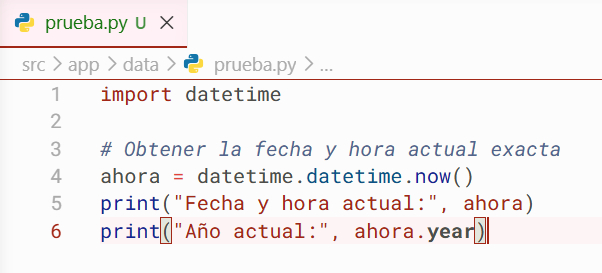 prueba.py U ×
src > app > data > prueba.py > ...
1 import datetime
2
3 # Obtener la fecha y hora actual exacta
4 ahora = datetime.datetime.now()
5 print("Fecha y hora actual:", ahora)
6 print("Año actual:", ahora.year)